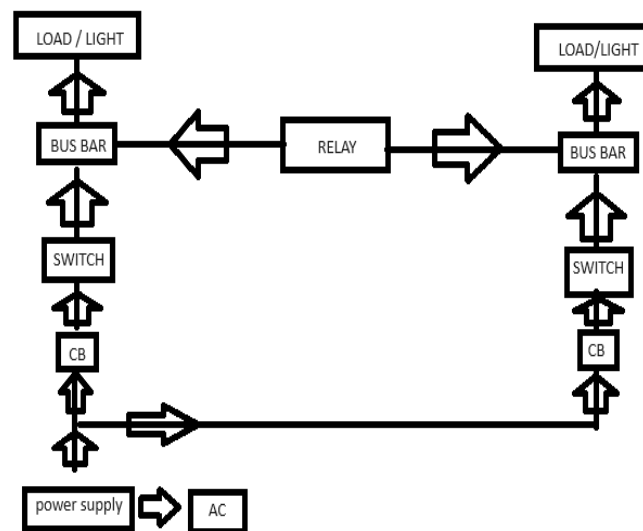 LOAD / LIGHT
LOAD/LIGHT
BUS BAR
RELAY
BUS BAR
SWITCH
SWITCH
CB
CB
power supply
AC